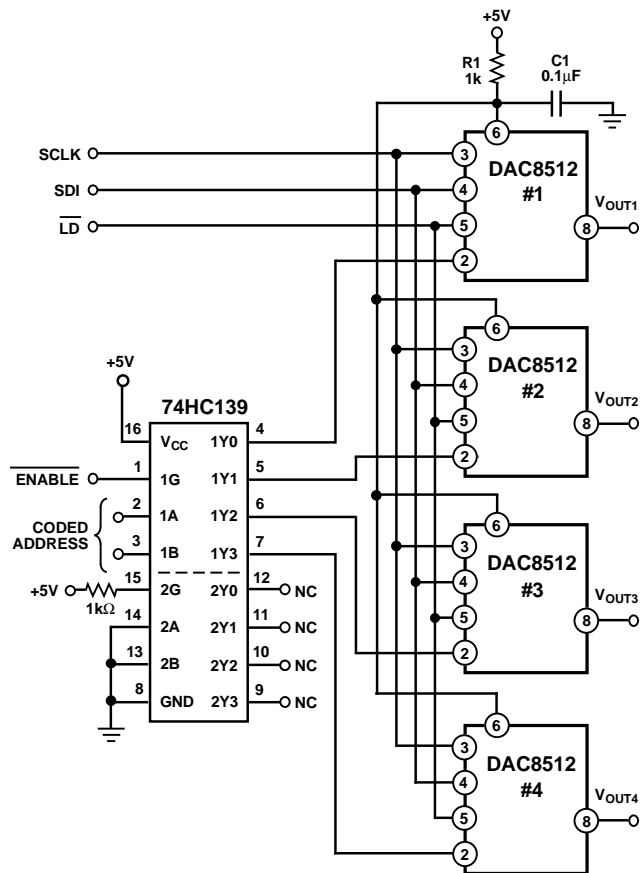 +5V
R1
1k
C1
0.1µF
6
SCLK
3
DAC8512
#1
SDI
4
LD
5
VOUT1
8
2
6
3
DAC8512
#2
4
VOUT2
5
8
2
+5V
74HC139
16
VCC
1Y0
4
ENABLE
1
1G
1Y1
5
CODED
ADDRESS
2
1A
1Y2
6
3
1B
1Y3
7
+5V
1kΩ
15
2G
2Y0
12
NC
14
2A
2Y1
11
NC
13
2B
2Y2
10
NC
8
GND
2Y3
9
NC
6
3
DAC8512
#3
4
VOUT3
5
8
2
6
3
DAC8512
#4
4
VOUT4
5
8
2